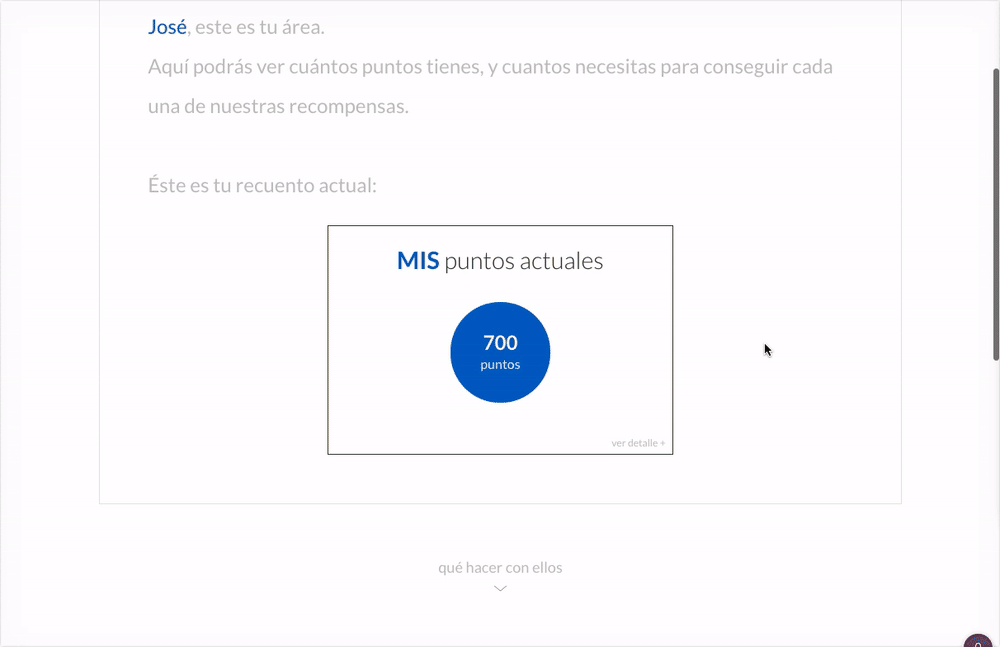 José, este es tu área.
Aquí podrás ver cuántos puntos tienes, y cuantos necesitas para conseguir cada
una de nuestras recompensas.
Éste es tu recuento actual:
MIS puntos actuales
700
puntos
ver detalle +
qué hacer con ellos